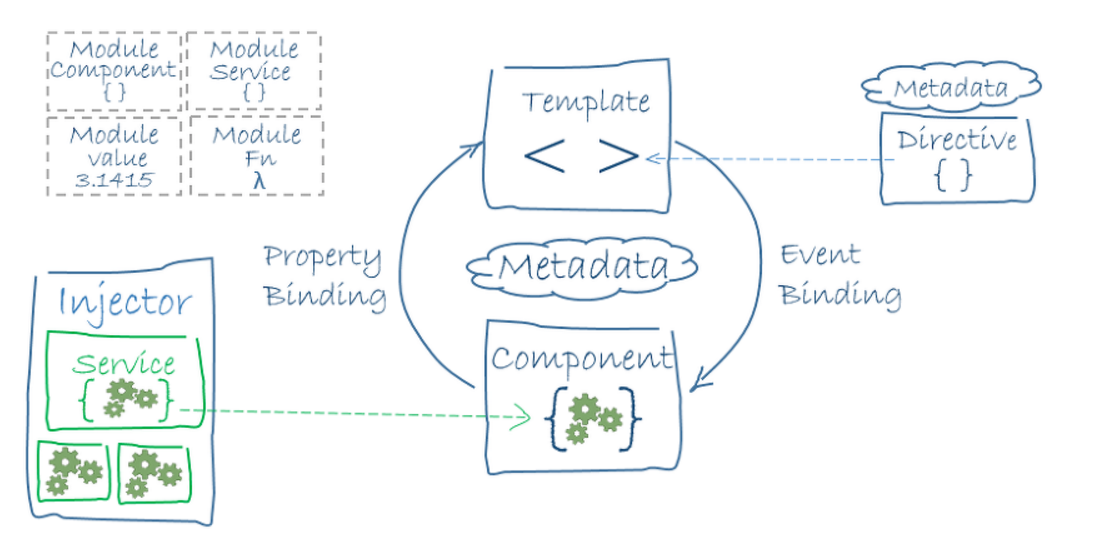 Module
Component
{ }
Module
Service
{ }
Module
value
3.1415
Module
Fn
λ
Template
< >
Metadata
Directive
{ }
Property
Binding
Metadata
Event
Binding
Injector
Service
{ }
Component
{ }